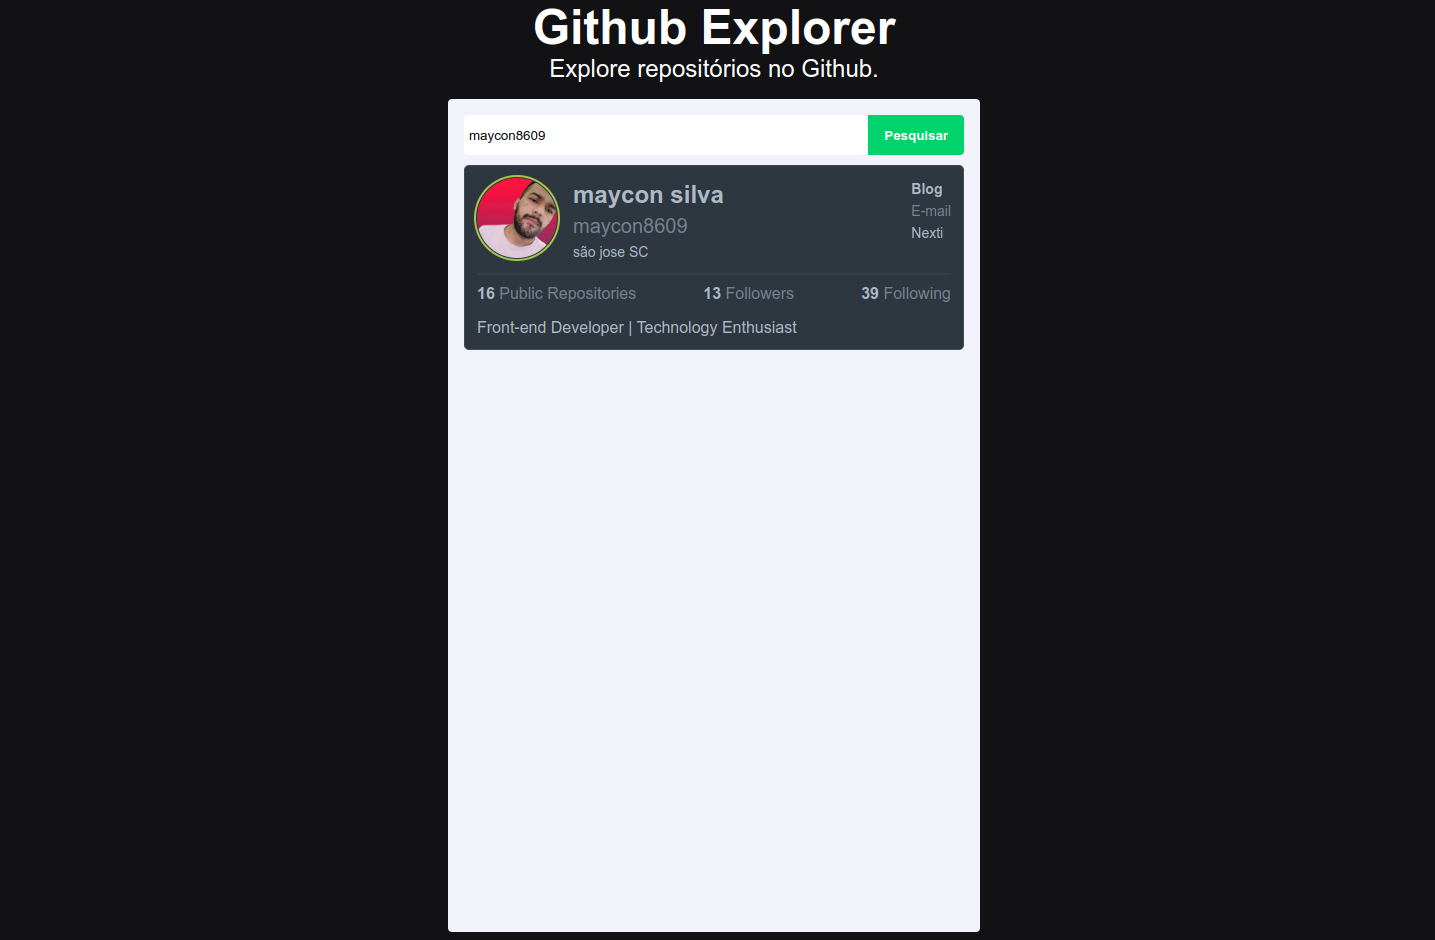 Github Explorer
Explore repositórios no Github.
maycon8609
Pesquisar
maycon silva
maycon8609
são jose SC
Blog
E-mail
Nexti
16 Public Repositories
13 Followers
39 Following
Front-end Developer | Technology Enthusiast